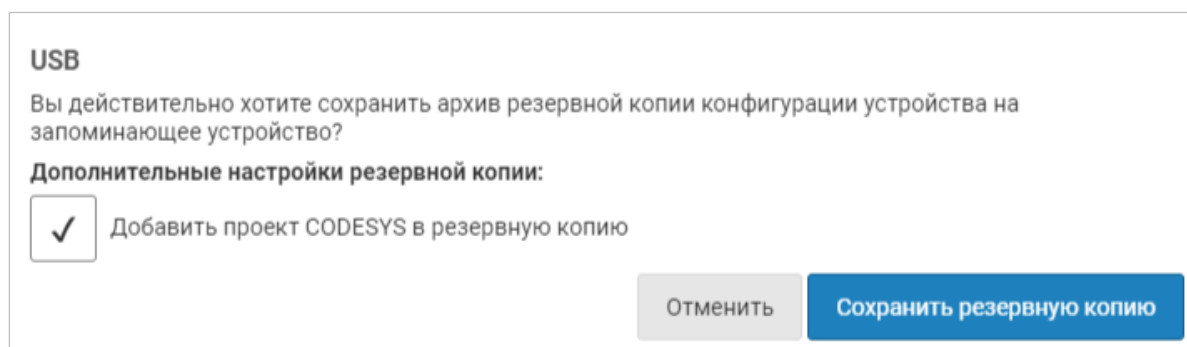 USB
Вы действительно хотите сохранить архив резервной копии конфигурации устройства на
запоминающее устройство?
Дополнительные настройки резервной копии:
Добавить проект CODESYS в резервную копию
Отменить
Сохранить резервную копию